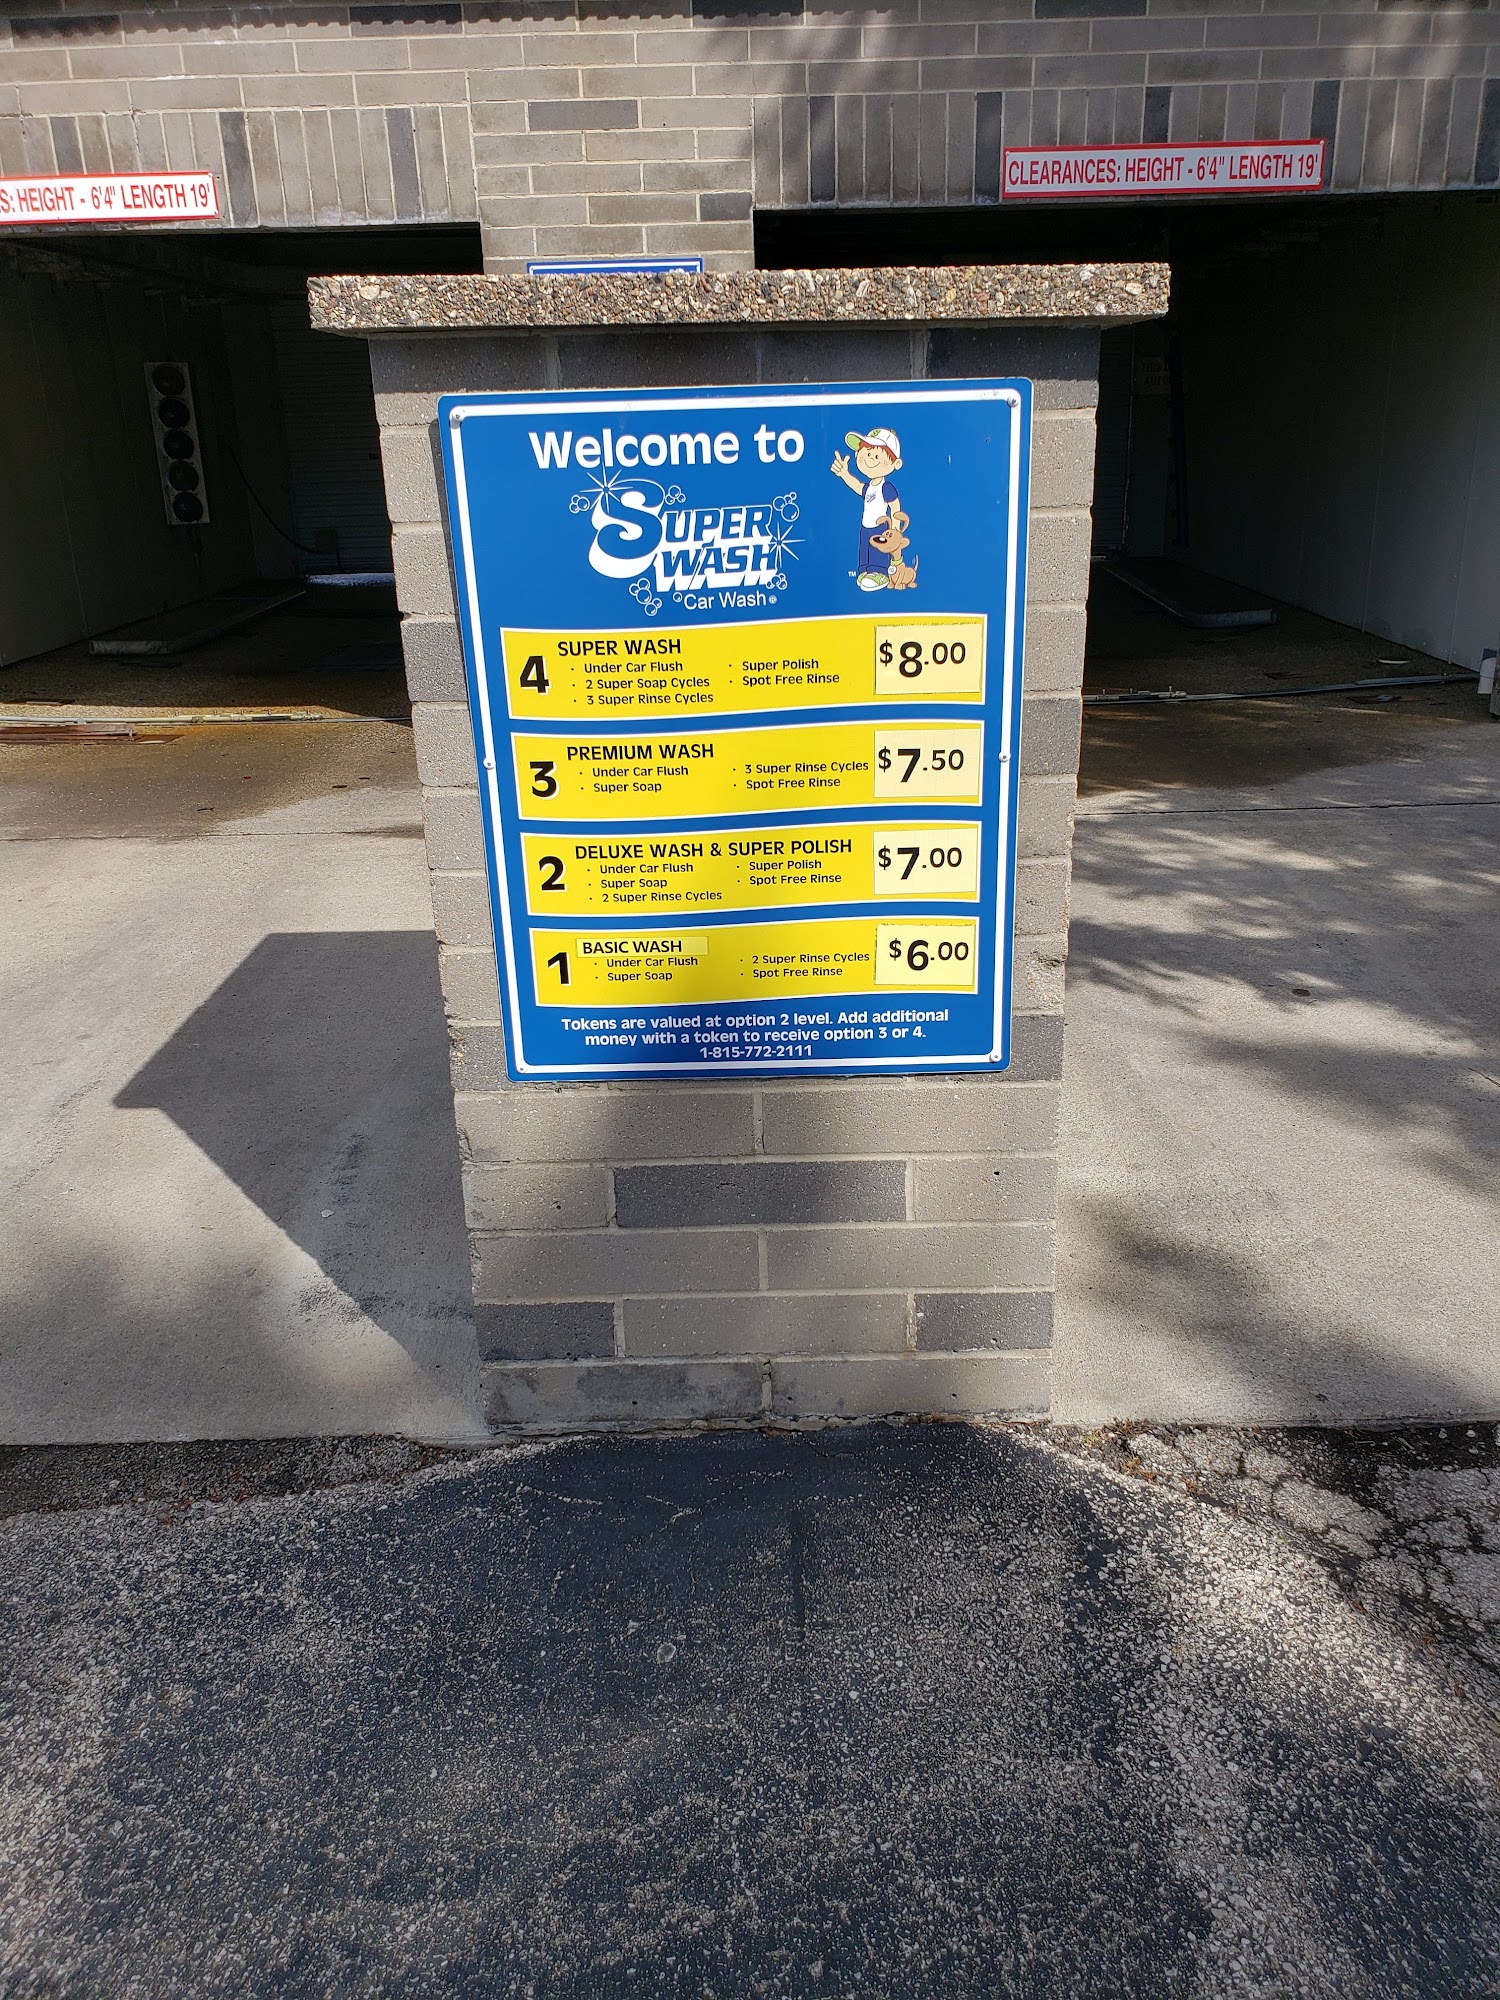 S: HEIGHT - 6'4" LENGTH 19'
CLEARANCES: HEIGHT - 6'4" LENGTH 19'
Welcome to
SUPER
WASH
Car Wash®
TM
4 SUPER WASH $8.00
· Under Car Flush · Super Polish
· 2 Super Soap Cycles · Spot Free Rinse
· 3 Super Rinse Cycles
3 PREMIUM WASH $7.50
· Under Car Flush · 3 Super Rinse Cycles
· Super Soap · Spot Free Rinse
2 DELUXE WASH & SUPER POLISH $7.00
· Under Car Flush · Super Polish
· Super Soap · Spot Free Rinse
· 2 Super Rinse Cycles
1 BASIC WASH $6.00
· Under Car Flush · 2 Super Rinse Cycles
· Super Soap · Spot Free Rinse
Tokens are valued at option 2 level. Add additional
money with a token to receive option 3 or 4.
1-815-772-2111